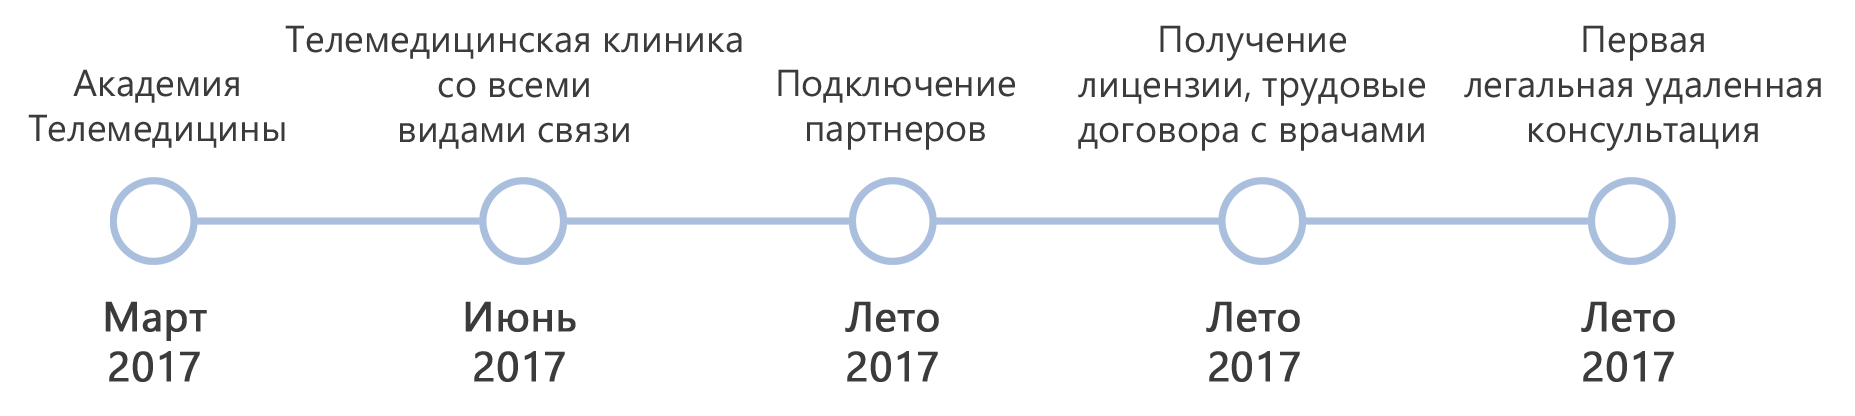 Академия
Телемедицины
Телемедицинская клиника
со всеми
видами связи
Подключение
партнеров
Получение
лицензии, трудовые
договора с врачами
Первая
легальная удаленная
консультация
Март
2017
Июнь
2017
Лето
2017
Лето
2017
Лето
2017